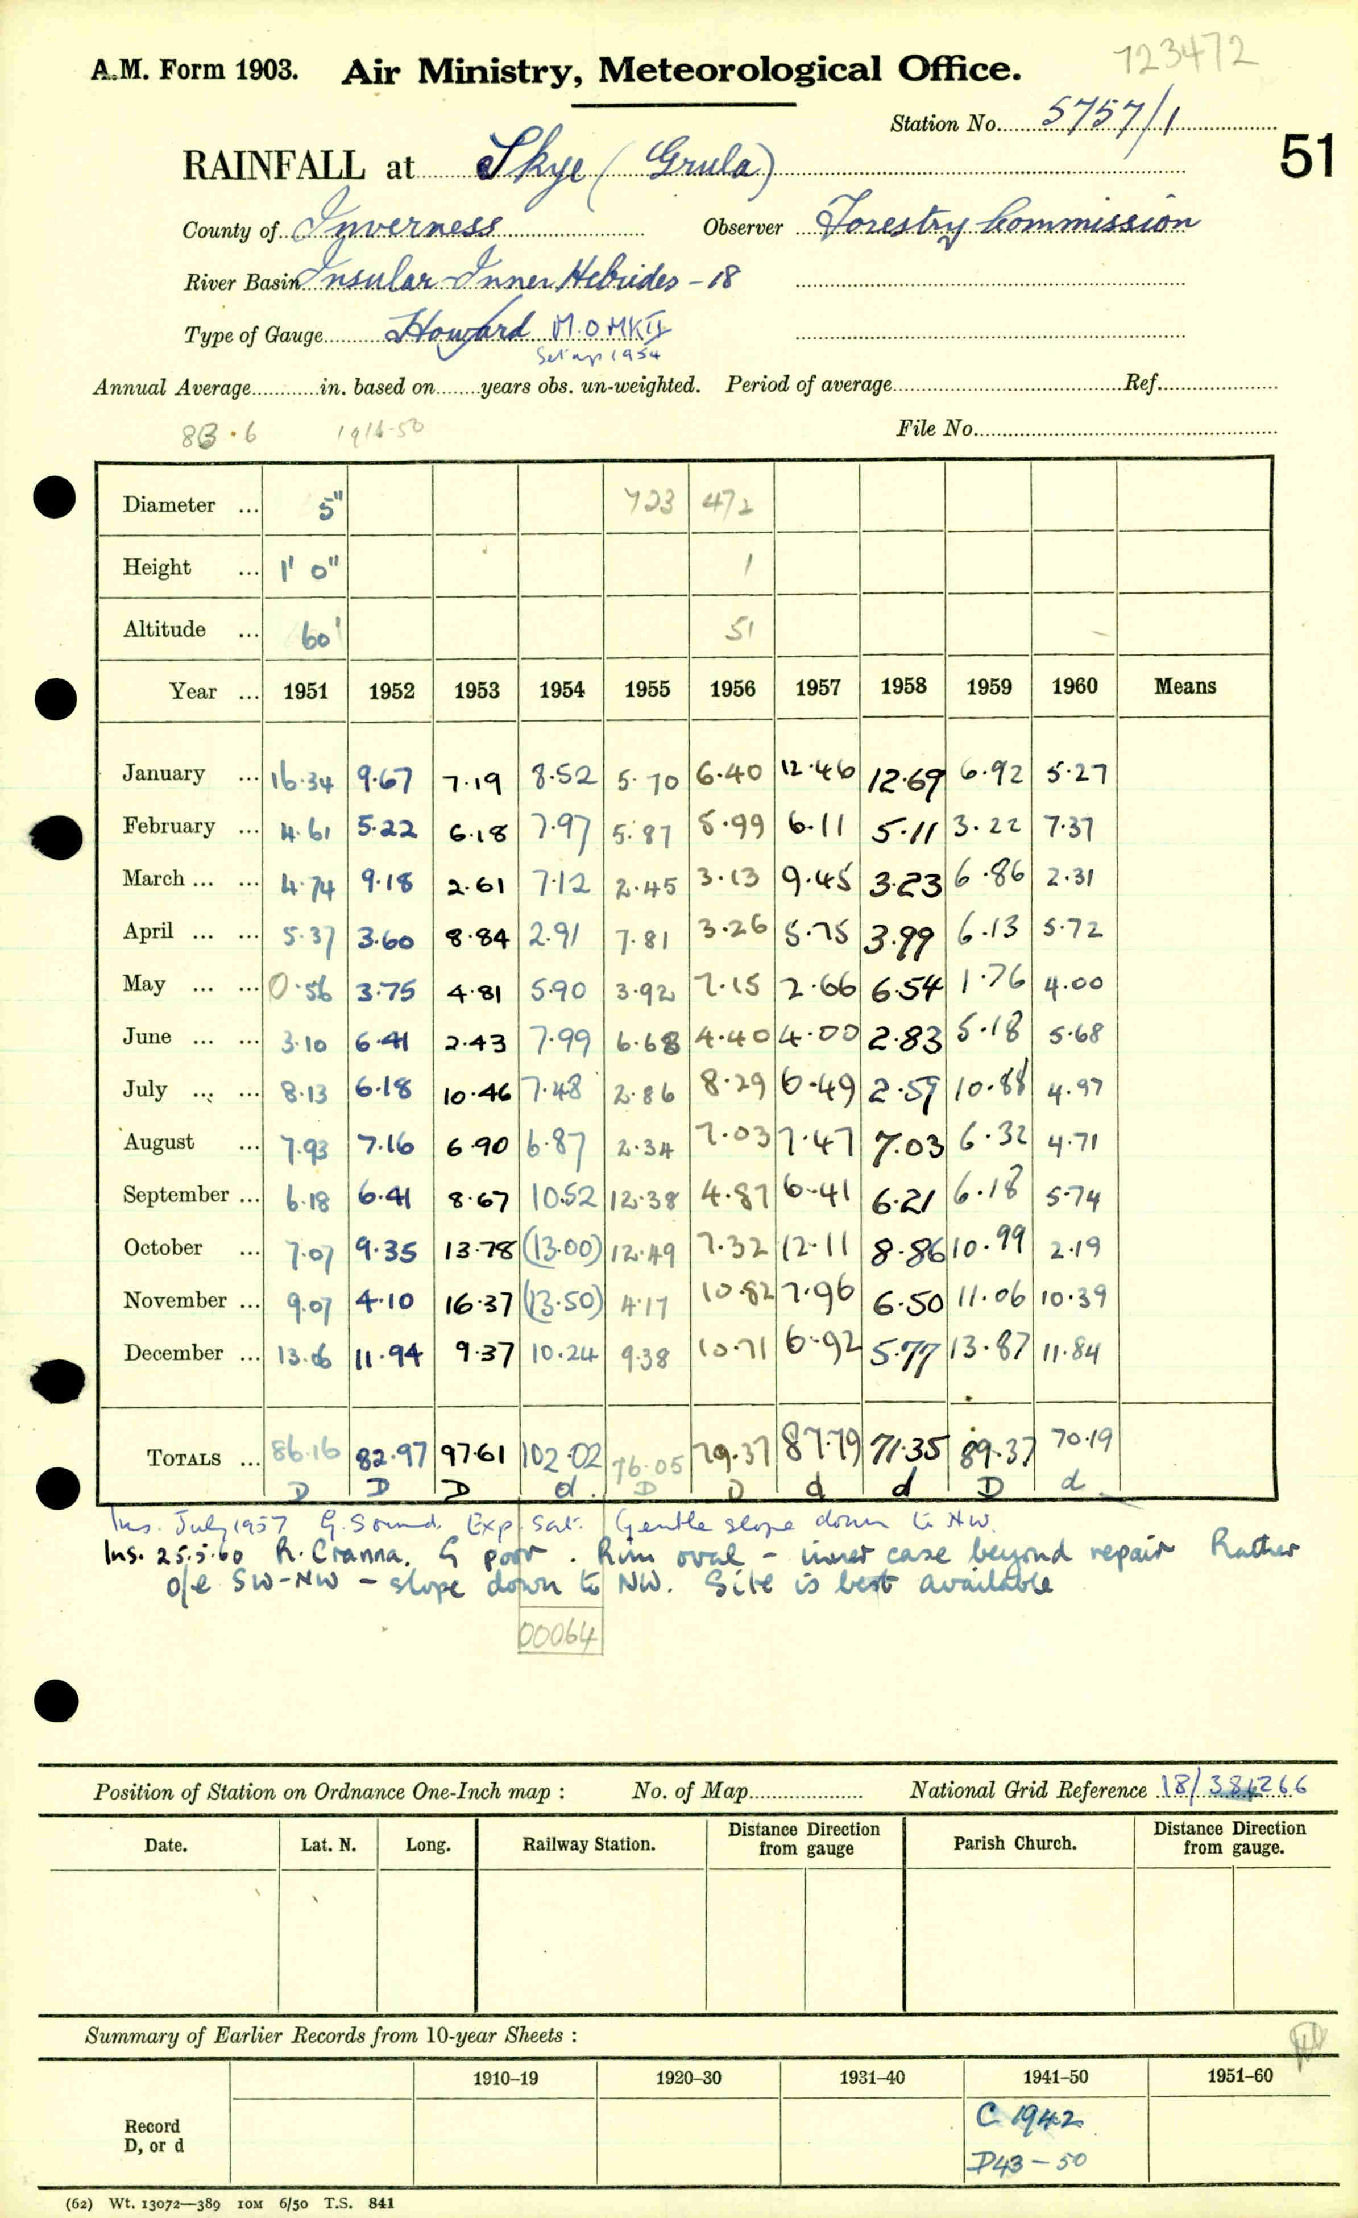 723472
A.M. Form 1903. Air Ministry, Meteorological Office.
Station No. 5757/1
51
RAINFALL at Skye (Grula)
County of Inverness Observer Forestry Commission
River Basin Insular Inner Hebrides - 18
Type of Gauge Howard M.O MKII
Set up 1954
Annual Average in. based on years obs. un-weighted. Period of average Ref.
83.6 1916-50 File No.
Diameter ... 5" 723 472
Height ... 1' 0" 1
Altitude ... 60' 51
Year ... 1951 1952 1953 1954 1955 1956 1957 1958 1959 1960 Means
January ... 16.34 9.67 7.19 8.52 5.70 6.40 12.46 12.69 6.92 5.27
February ... 4.61 5.22 6.18 7.97 5.87 5.99 6.11 5.11 3.22 7.37
March ... ... 4.74 9.18 2.61 7.12 2.45 3.13 9.45 3.23 6.86 2.31
April ... ... 5.37 3.60 8.84 2.91 7.81 3.26 5.75 3.99 6.13 5.72
May ... ... 0.56 3.75 4.81 5.90 3.92 7.15 2.66 6.54 1.76 4.00
June ... ... 3.10 6.41 2.43 7.99 6.68 4.40 4.00 2.83 5.18 5.68
July ... ... 8.13 6.18 10.46 7.48 2.86 8.29 6.49 2.59 10.88 4.97
August ... 7.93 7.16 6.90 6.87 2.34 7.03 7.47 7.03 6.32 4.71
September ... 6.18 6.41 8.67 10.52 12.38 4.87 6.41 6.21 6.18 5.74
October ... 7.07 9.35 13.78 (13.00) 12.49 7.32 12.11 8.86 10.99 2.19
November ... 9.07 4.10 16.37 (13.50) 4.17 10.82 7.96 6.50 11.06 10.39
December ... 13.06 11.94 9.37 10.24 9.38 10.71 6.92 5.77 13.87 11.84
TOTALS ... 86.16 82.97 97.61 102.02 76.05 79.37 87.79 71.35 89.37 70.19
D D D d D D d d D d
Ins. July 1957 G. Sound. Exp. Sat. Gentle slope down to NW.
Ins. 25.5.60 R. Cranna. G poor. Rim oval - inner case beyond repair Rather
o/e SW-NW - slope down to NW. Site is best available
00064
Position of Station on Ordnance One-Inch map : No. of Map National Grid Reference 18/384266
Date. Lat. N. Long. Railway Station. Distance from Direction gauge Parish Church. Distance from Direction gauge.
Summary of Earlier Records from 10-year Sheets :
1910–19 1920–30 1931–40 1941–50 1951–60
Record D, or d
C 1942
D43 - 50
(62) Wt. 13072—389 10M 6/50 T.S. 841